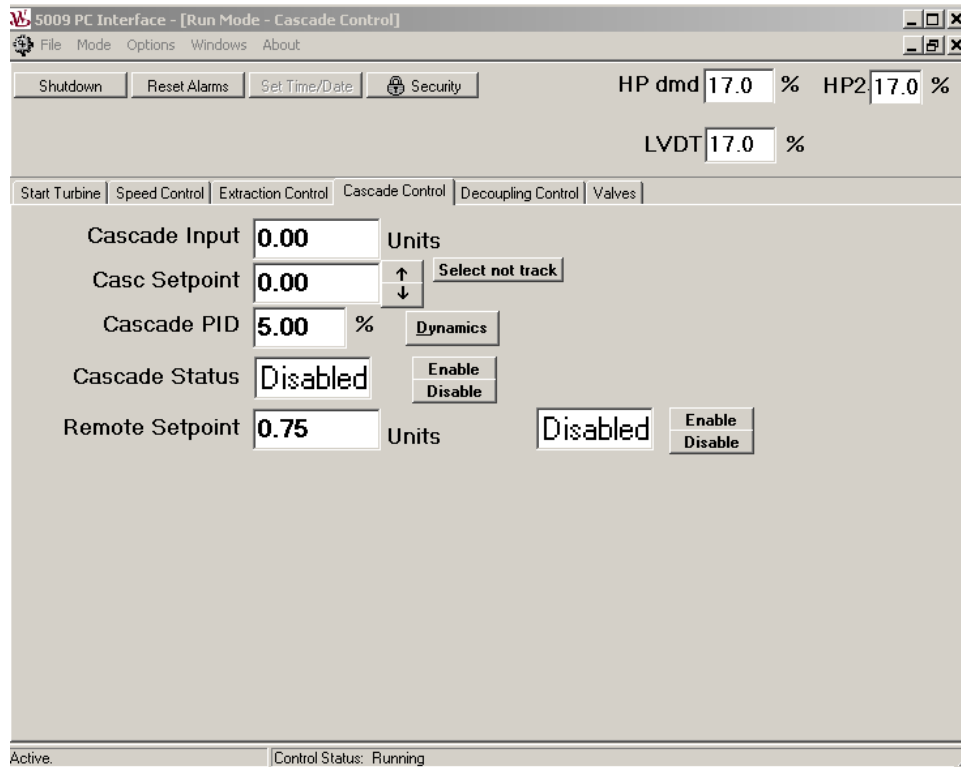 5009 PC Interface - [Run Mode - Cascade Control]
File Mode Options Windows About
Shutdown Reset Alarms Set Time/Date Security HP dmd 17.0 % HP2 17.0 %
LVDT 17.0 %
Start Turbine Speed Control Extraction Control Cascade Control Decoupling Control Valves
Cascade Input 0.00 Units
Casc Setpoint 0.00 Select not track
Cascade PID 5.00 % Dynamics
Cascade Status Disabled Enable
Disable
Remote Setpoint 0.75 Units Disabled Enable
Disable
Active. Control Status: Running